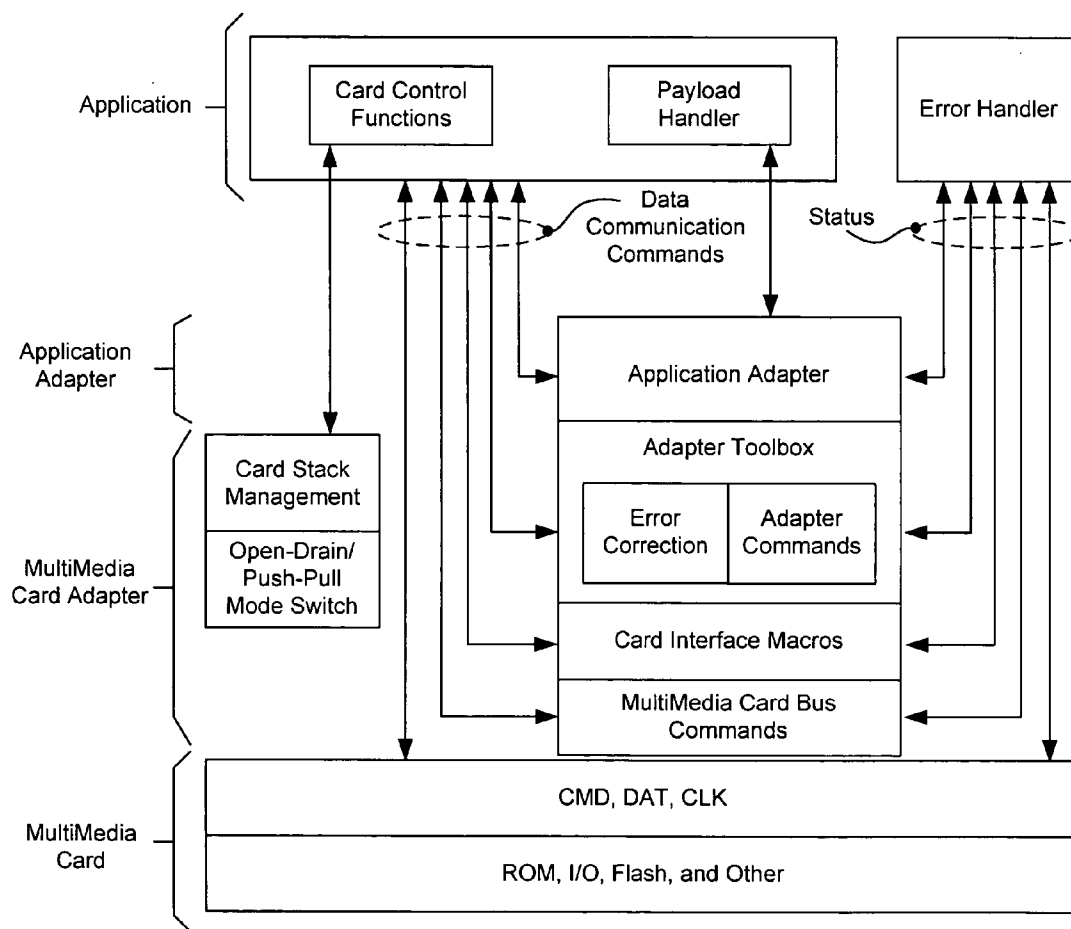 Application
Card Control
Functions
Payload
Handler
Error Handler
Data
Communication
Commands
Status
Application
Adapter
Application Adapter
Adapter Toolbox
Error
Correction
Adapter
Commands
MultiMedia
Card Adapter
Card Stack
Management
Open-Drain/
Push-Pull
Mode Switch
Card Interface Macros
MultiMedia Card Bus
Commands
MultiMedia
Card
CMD, DAT, CLK
ROM, I/O, Flash, and Other